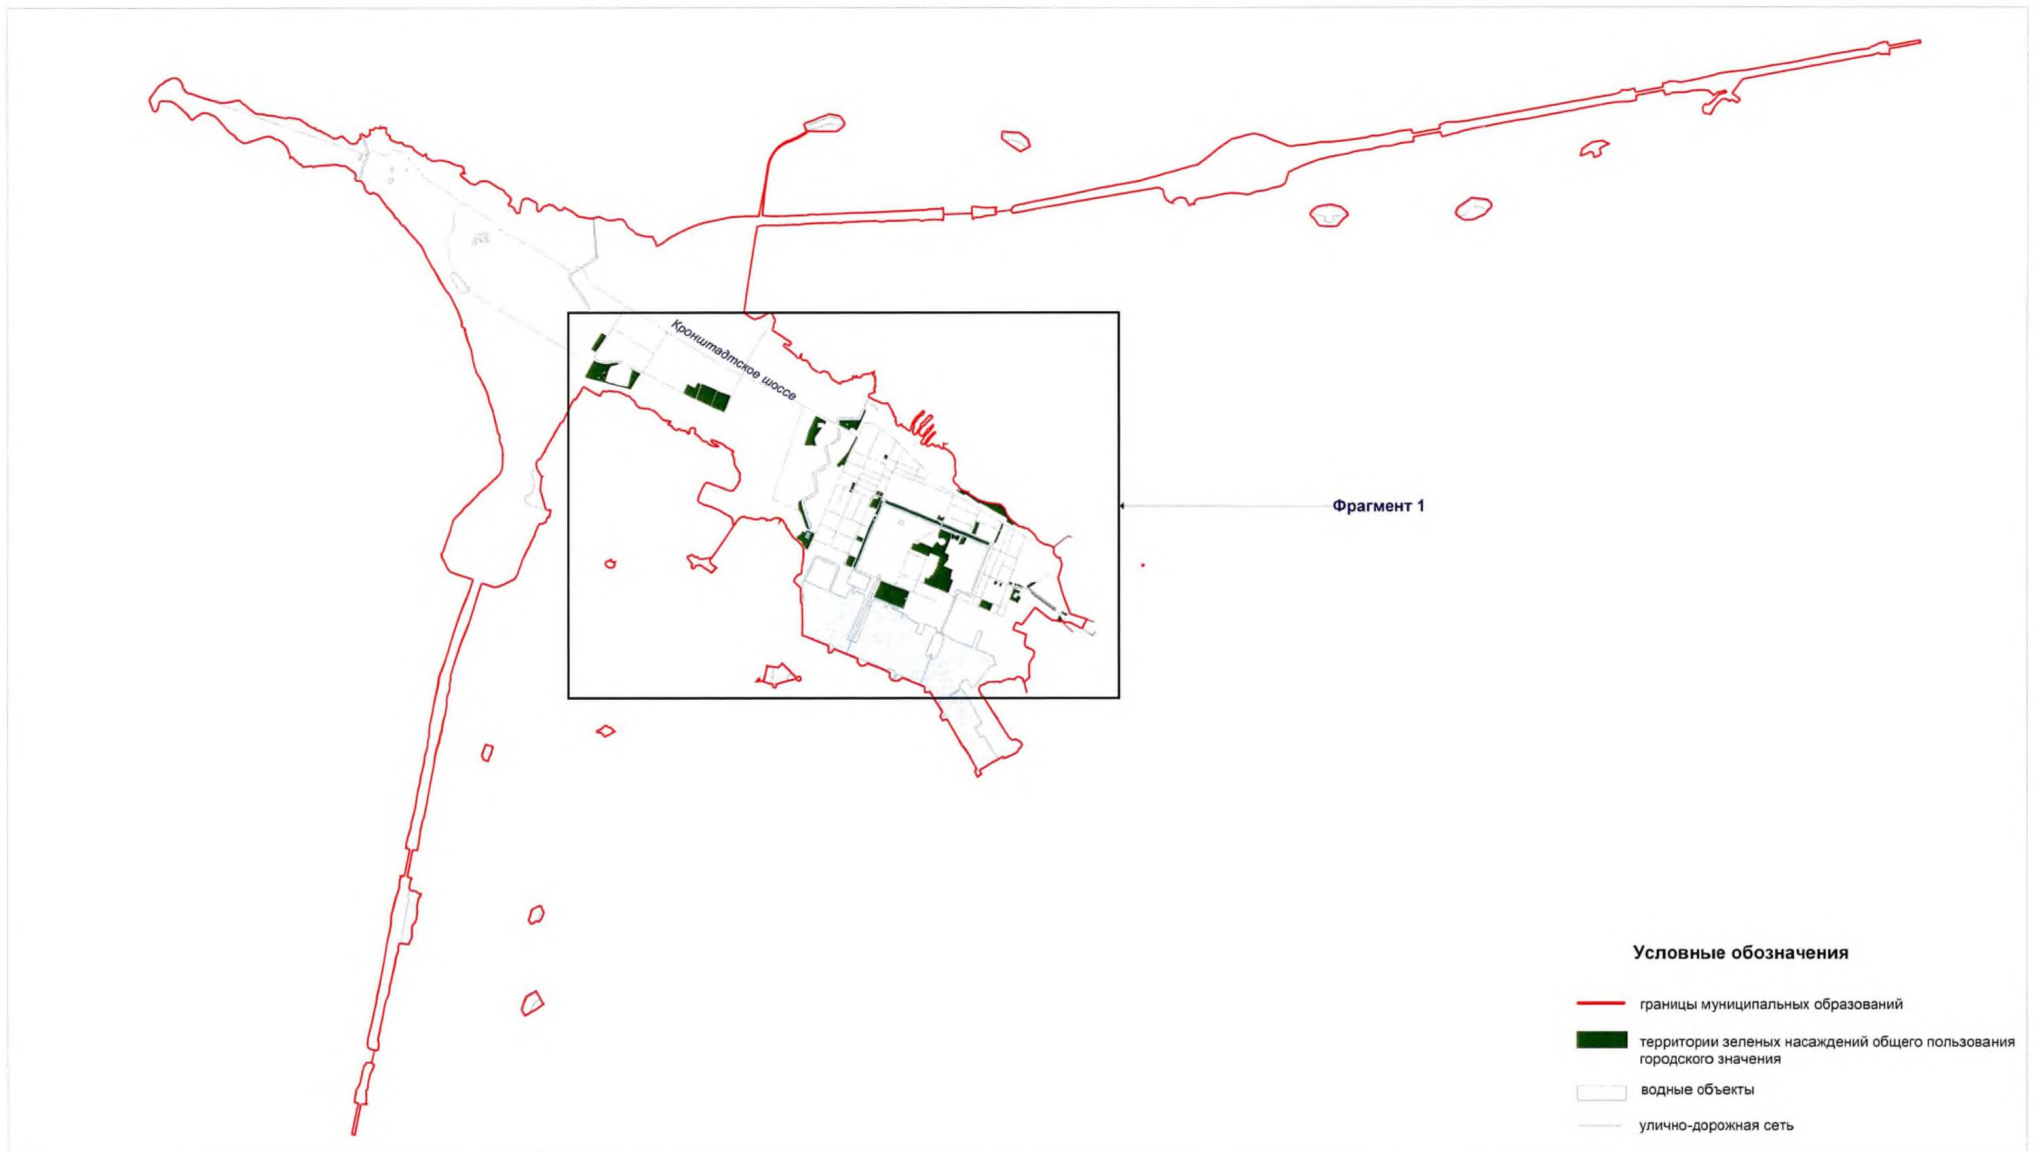 Кронштадтское шоссе
Фрагмент 1
Условные обозначения
границы муниципальных образований
территории зеленых насаждений общего пользования
городского значения
водные объекты
улично-дорожная сеть